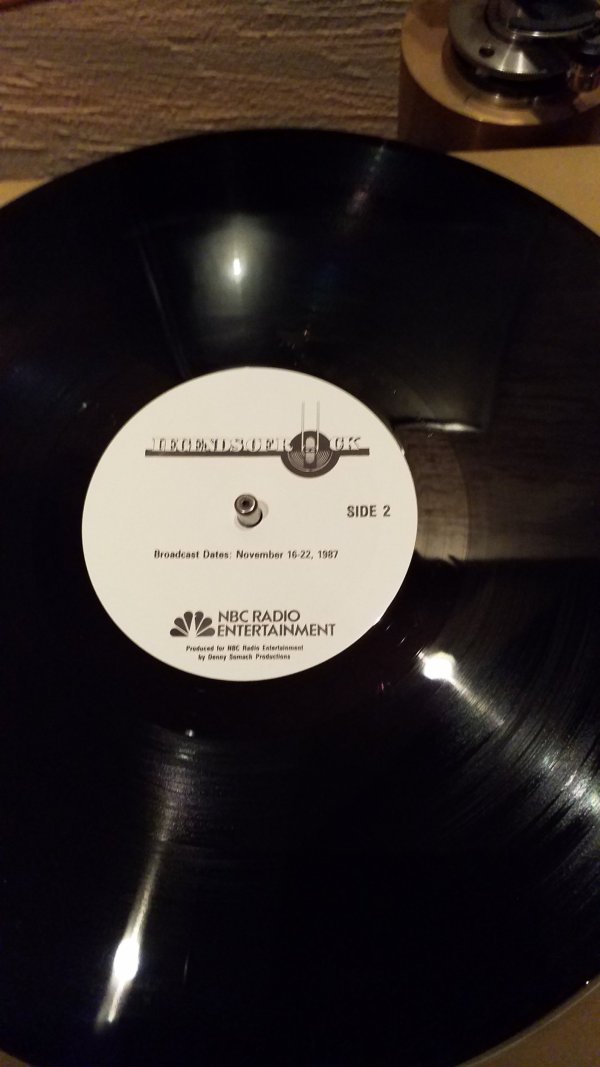 LEGENDS OF ROCK
SIDE 2
Broadcast Dates: November 16-22, 1987
NBC RADIO
ENTERTAINMENT
Produced for NBC Radio Entertainment
by Denny Somach Productions